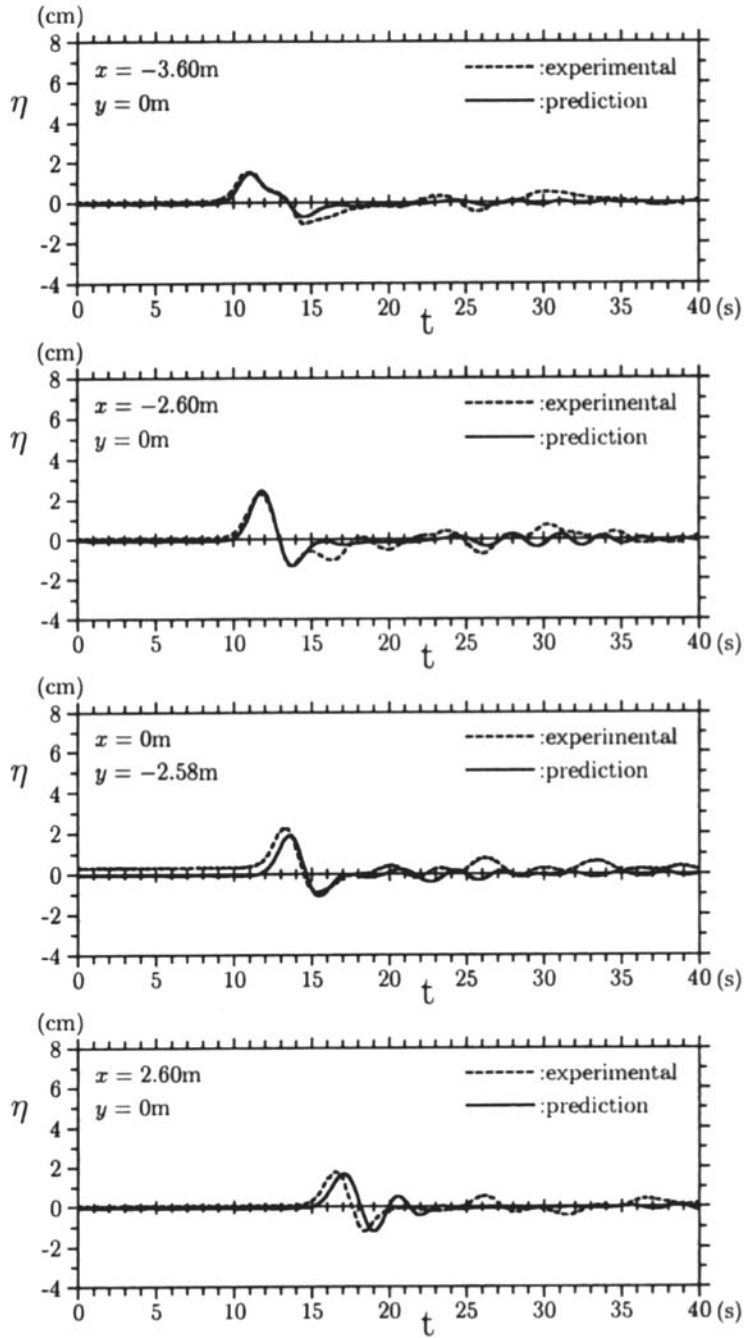 (cm)
8
x = −3.60m
:experimental
6
η
y = 0m
:prediction
4
2
0
-2
-4
0 5 10 15 20 25 30 35 40 (s)
t
(cm)
8
x = −2.60m
:experimental
6
η
y = 0m
:prediction
4
2
0
-2
-4
0 5 10 15 20 25 30 35 40 (s)
t
(cm)
8
x = 0m
:experimental
6
η
y = −2.58m
:prediction
4
2
0
-2
-4
0 5 10 15 20 25 30 35 40 (s)
t
(cm)
8
x = 2.60m
:experimental
6
η
y = 0m
:prediction
4
2
0
-2
-4
0 5 10 15 20 25 30 35 40 (s)
t